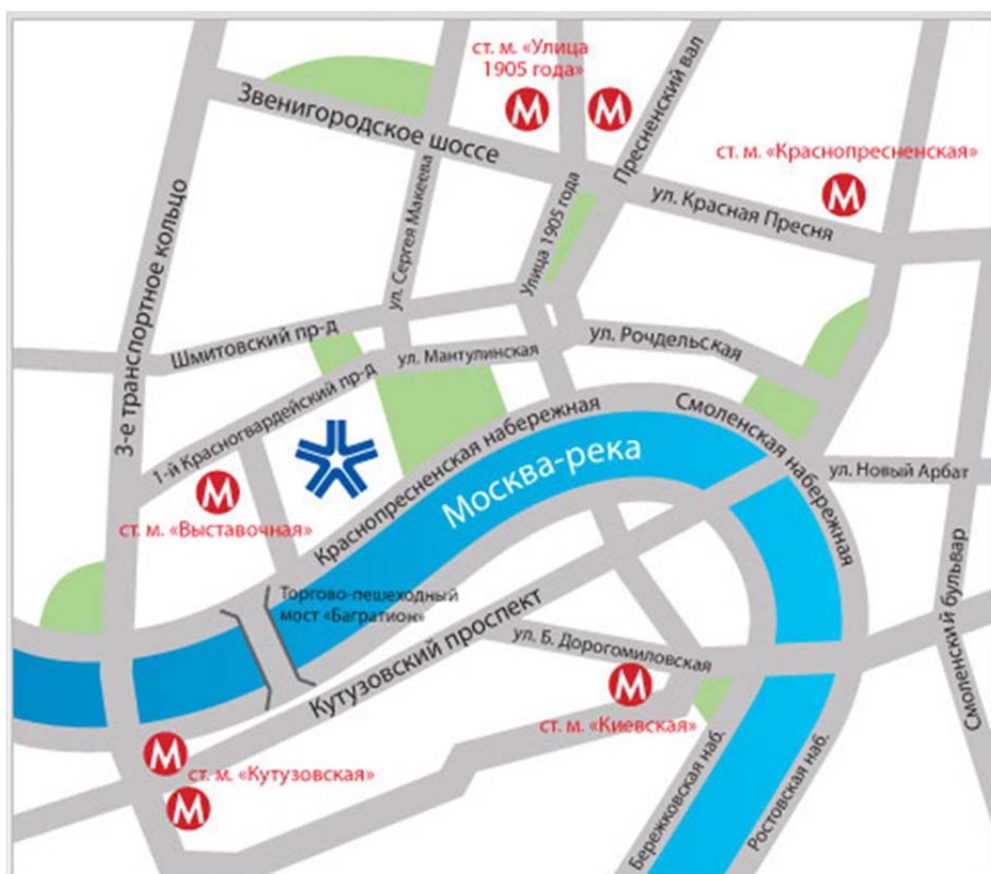 ст. м. «Улица
1905 года»
М
М
Пресненский вал
Звенигородское шоссе
ст. м. «Краснопресненская»
М
ул. Красная Пресня
3-е транспортное кольцо
ул. Сергея Макеева
Улица 1905 года
Шмитовский пр-д
ул. Мантулинская
ул. Рочдельская
1-й Красногвардейский пр-д
М
ст. м. «Выставочная»
Краснопресненская набережная
Смоленская набережная
Москва-река
ул. Новый Арбат
Торгово-пешеходный
мост «Багратион»
Кутузовский проспект
ул. Б. Дорогомиловская
М
ст. м. «Киевская»
Смоленский бульвар
М
ст. м. «Кутузовская»
М
Бережковская наб.
Ростовская наб.